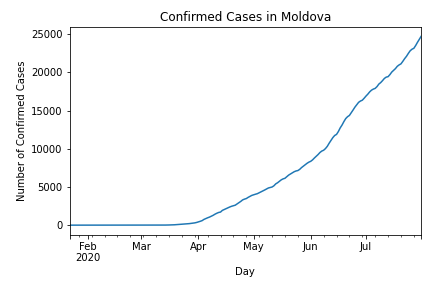 Confirmed Cases in Moldova
Number of Confirmed Cases
25000
20000
15000
10000
5000
0
Feb
2020
Mar
Apr
May
Jun
Jul
Day